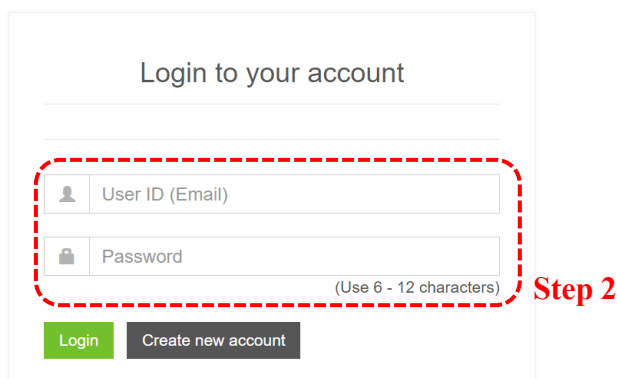 Login to your account
User ID (Email)
Password
(Use 6 - 12 characters)
Step 2
Login Create new account